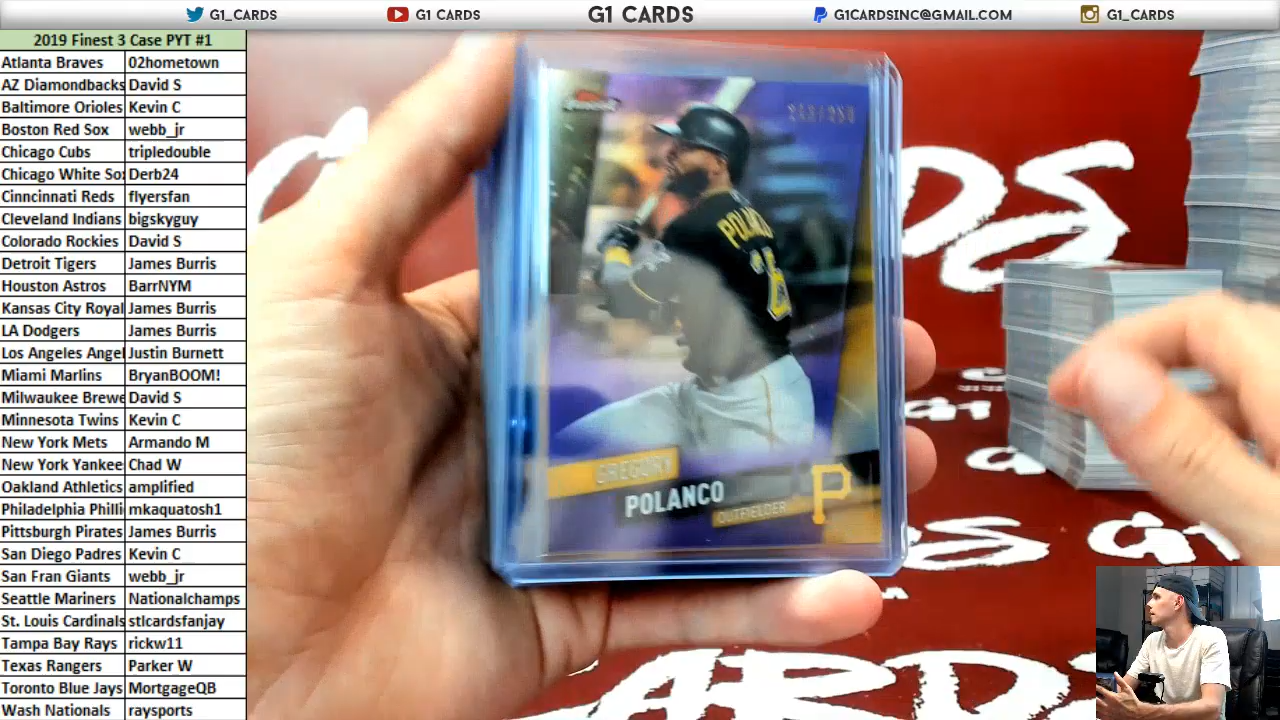 G1_CARDS
G1 CARDS
G1 CARDS
G1CARDSINC@GMAIL.COM
G1_CARDS
2019 Finest 3 Case PYT #1
Atlanta Braves 02hometown
AZ Diamondbacks David S
Baltimore Orioles Kevin C
Boston Red Sox webb_jr
Chicago Cubs tripledouble
Chicago White So Derb24
Cinncinati Reds flyersfan
Cleveland Indians bigskyguy
Colorado Rockies David S
Detroit Tigers James Burris
Houston Astros BarrNYM
Kansas City Royal James Burris
LA Dodgers James Burris
Los Angeles Angel Justin Burnett
Miami Marlins BryanBOOM!
Milwaukee Brewe David S
Minnesota Twins Kevin C
New York Mets Armando M
New York Yankee Chad W
Oakland Athletics amplified
Philadelphia Philli mkaquatosh1
Pittsburgh Pirates James Burris
San Diego Padres Kevin C
San Fran Giants webb_jr
Seattle Mariners Nationalchamps
St. Louis Cardinals stlcardsfanjay
Tampa Bay Rays rickw11
Texas Rangers Parker W
Toronto Blue Jays MortgageQB
Wash Nationals raysports
GREGORY
POLANCO
OUTFIELDER
P